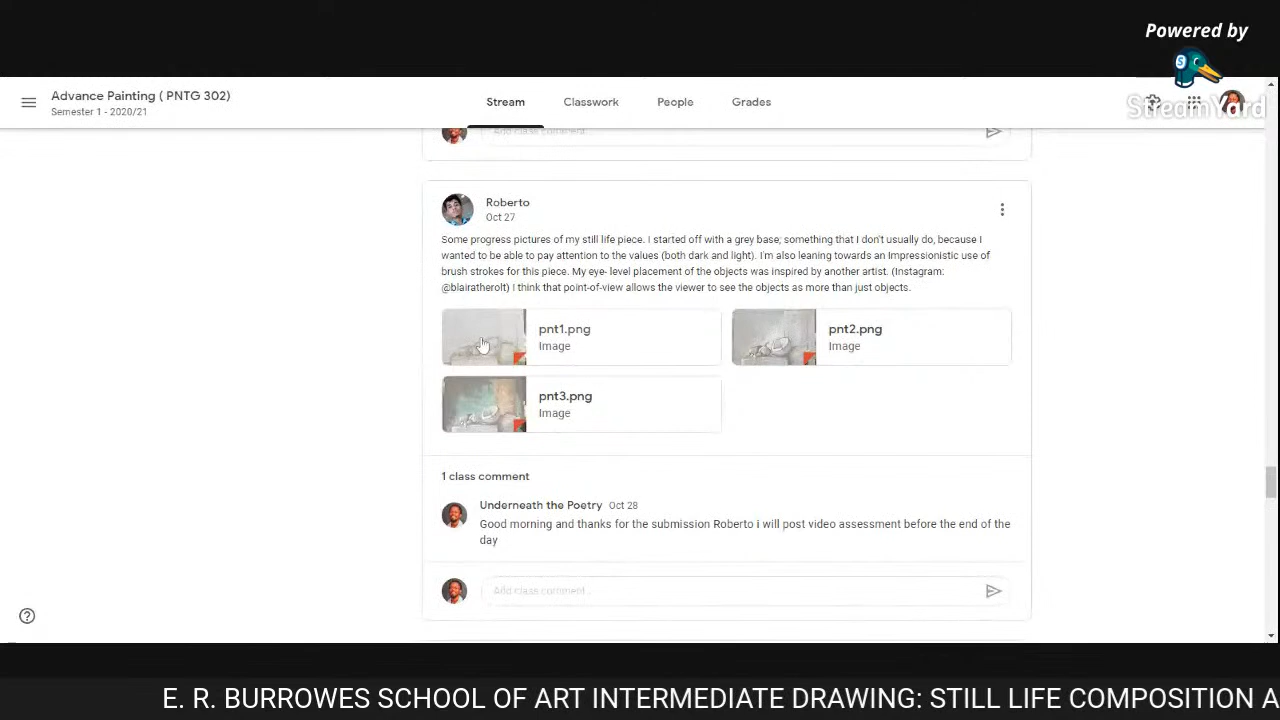 Powered by
StreamYard
Advance Painting ( PNTG 302)
Semester 1 - 2020/21
Stream
Classwork
People
Grades
Add class comment...
Roberto
Oct 27
Some progress pictures of my still life piece. I started off with a grey base; something that I don't usually do, because I
wanted to be able to pay attention to the values (both dark and light). I'm also leaning towards an Impressionistic use of
brush strokes for this piece. My eye- level placement of the objects was inspired by another artist. (Instagram:
@blairatherolt) I think that point-of-view allows the viewer to see the objects as more than just objects.
pnt1.png
Image
pnt2.png
Image
pnt3.png
Image
1 class comment
Underneath the Poetry Oct 28
Good morning and thanks for the submission Roberto i will post video assessment before the end of the
day
Add class comment...
E. R. BURROWES SCHOOL OF ART INTERMEDIATE DRAWING: STILL LIFE COMPOSITION A